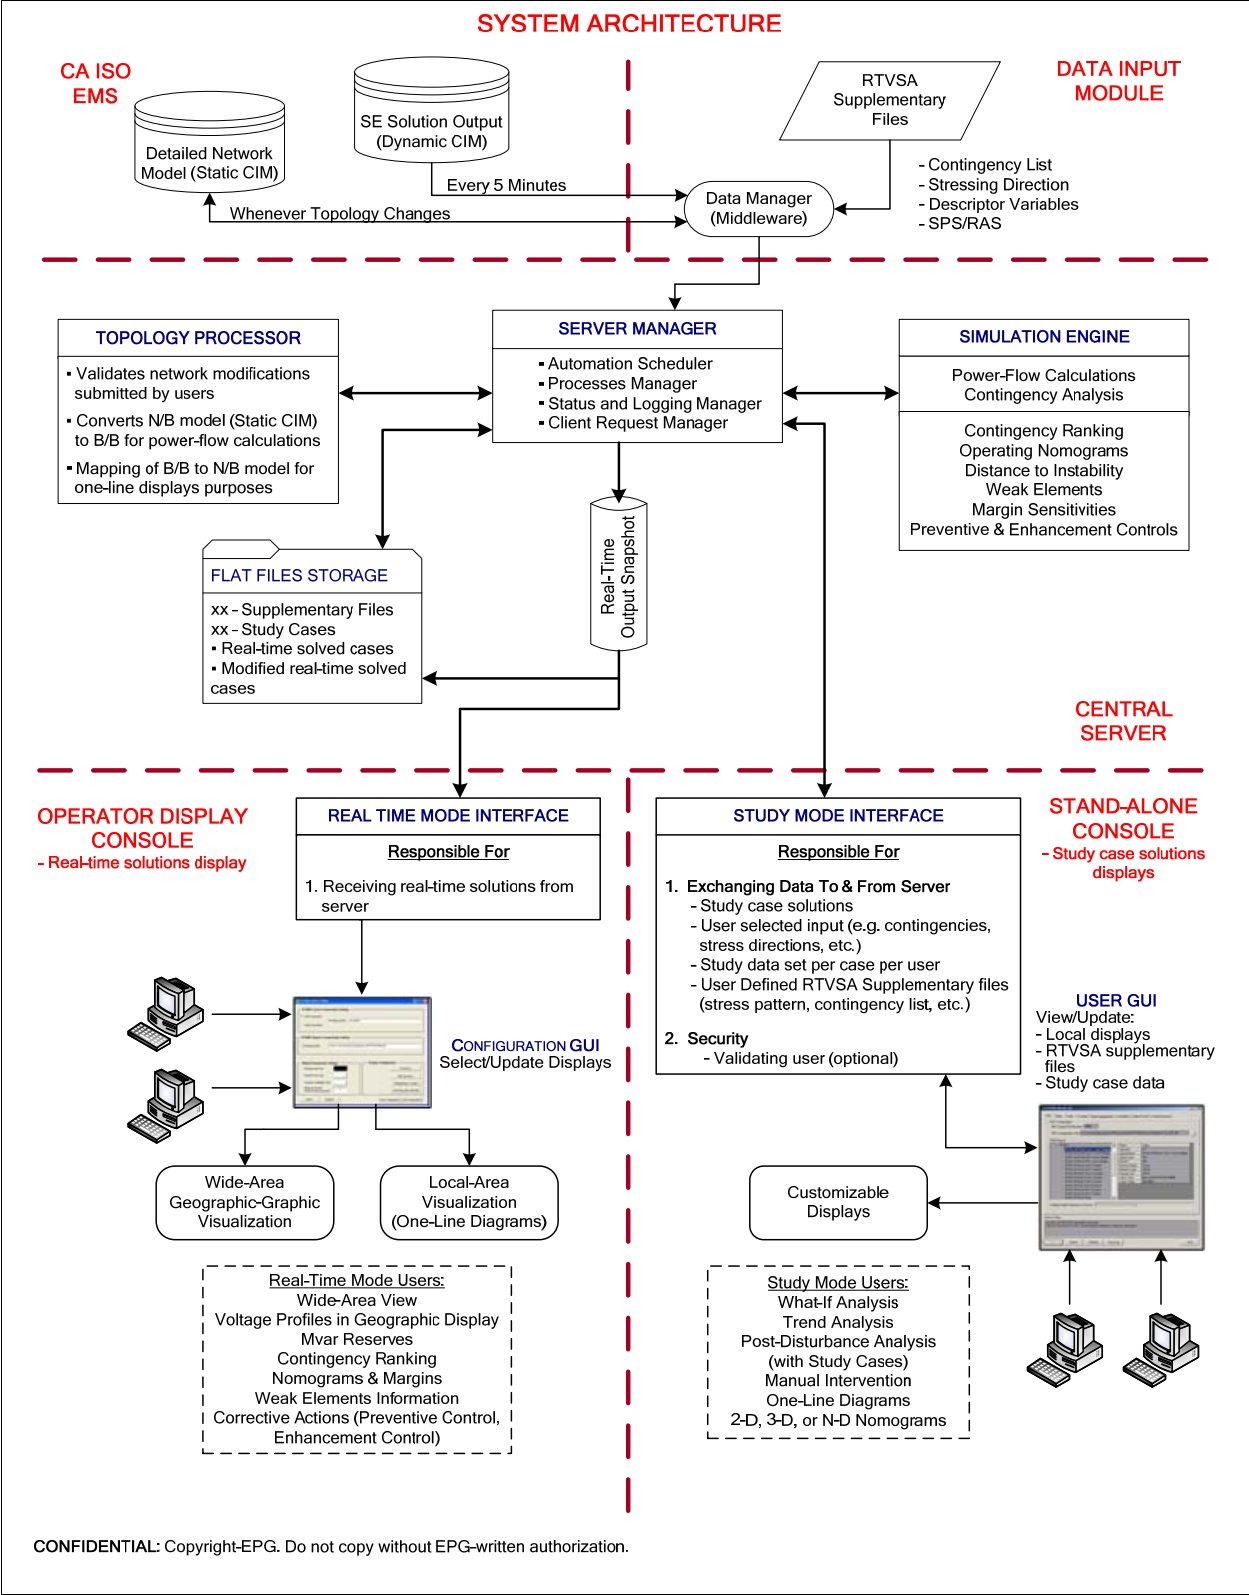 SYSTEM ARCHITECTURE
CA ISO
EMS
DATA INPUT
MODULE
SE Solution Output
(Dynamic CIM)
Detailed Network
Model (Static CIM)
RTVSA
Supplementary
Files
Every 5 Minutes
Whenever Topology Changes
Data Manager
(Middleware)
- Contingency List
- Stressing Direction
- Descriptor Variables
- SPS/RAS
TOPOLOGY PROCESSOR
▪ Validates network modifications
submitted by users
▪ Converts N/B model (Static CIM)
to B/B for power-flow calculations
▪ Mapping of B/B to N/B model for
one-line displays purposes
SERVER MANAGER
▪ Automation Scheduler
▪ Processes Manager
▪ Status and Logging Manager
▪ Client Request Manager
SIMULATION ENGINE
Power-Flow Calculations
Contingency Analysis
Contingency Ranking
Operating Nomograms
Distance to Instability
Weak Elements
Margin Sensitivities
Preventive & Enhancement Controls
FLAT FILES STORAGE
xx - Supplementary Files
xx - Study Cases
▪ Real-time solved cases
▪ Modified real-time solved
cases
Real-Time
Output Snapshot
CENTRAL
SERVER
OPERATOR DISPLAY
CONSOLE
- Real-time solutions display
REAL TIME MODE INTERFACE
Responsible For
1. Receiving real-time solutions from
server
STUDY MODE INTERFACE
Responsible For
1. Exchanging Data To & From Server
- Study case solutions
- User selected input (e.g. contingencies,
stress directions, etc.)
- Study data set per case per user
- User Defined RTVSA Supplementary files
(stress pattern, contingency list, etc.)
2. Security
- Validating user (optional)
STAND-ALONE
CONSOLE
- Study case solutions
displays
CONFIGURATION GUI
Select/Update Displays
USER GUI
View/Update:
- Local displays
- RTVSA supplementary
files
- Study case data
Wide-Area
Geographic-Graphic
Visualization
Local-Area
Visualization
(One-Line Diagrams)
Customizable
Displays
Real-Time Mode Users:
Wide-Area View
Voltage Profiles in Geographic Display
Mvar Reserves
Contingency Ranking
Nomograms & Margins
Weak Elements Information
Corrective Actions (Preventive Control,
Enhancement Control)
Study Mode Users:
What-If Analysis
Trend Analysis
Post-Disturbance Analysis
(with Study Cases)
Manual Intervention
One-Line Diagrams
2-D, 3-D, or N-D Nomograms
CONFIDENTIAL: Copyright-EPG. Do not copy without EPG-written authorization.